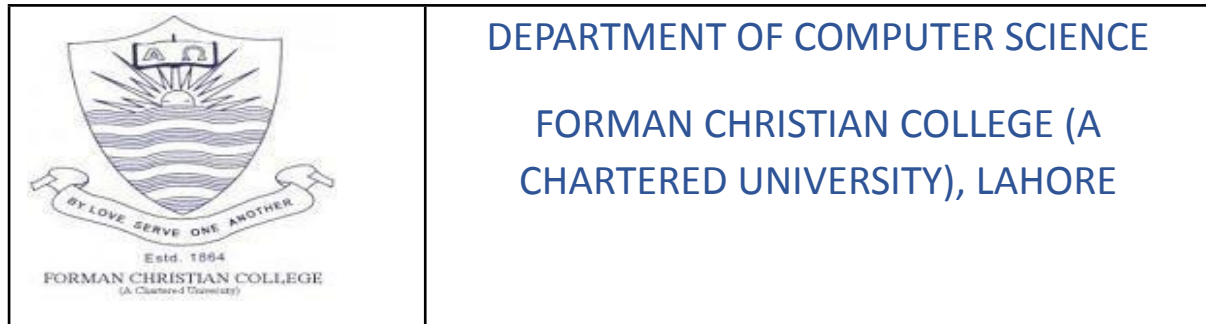 Α Ω
BY LOVE SERVE ONE ANOTHER
Estd. 1864
FORMAN CHRISTIAN COLLEGE
(A Chartered University)
DEPARTMENT OF COMPUTER SCIENCE
FORMAN CHRISTIAN COLLEGE (A
CHARTERED UNIVERSITY), LAHORE